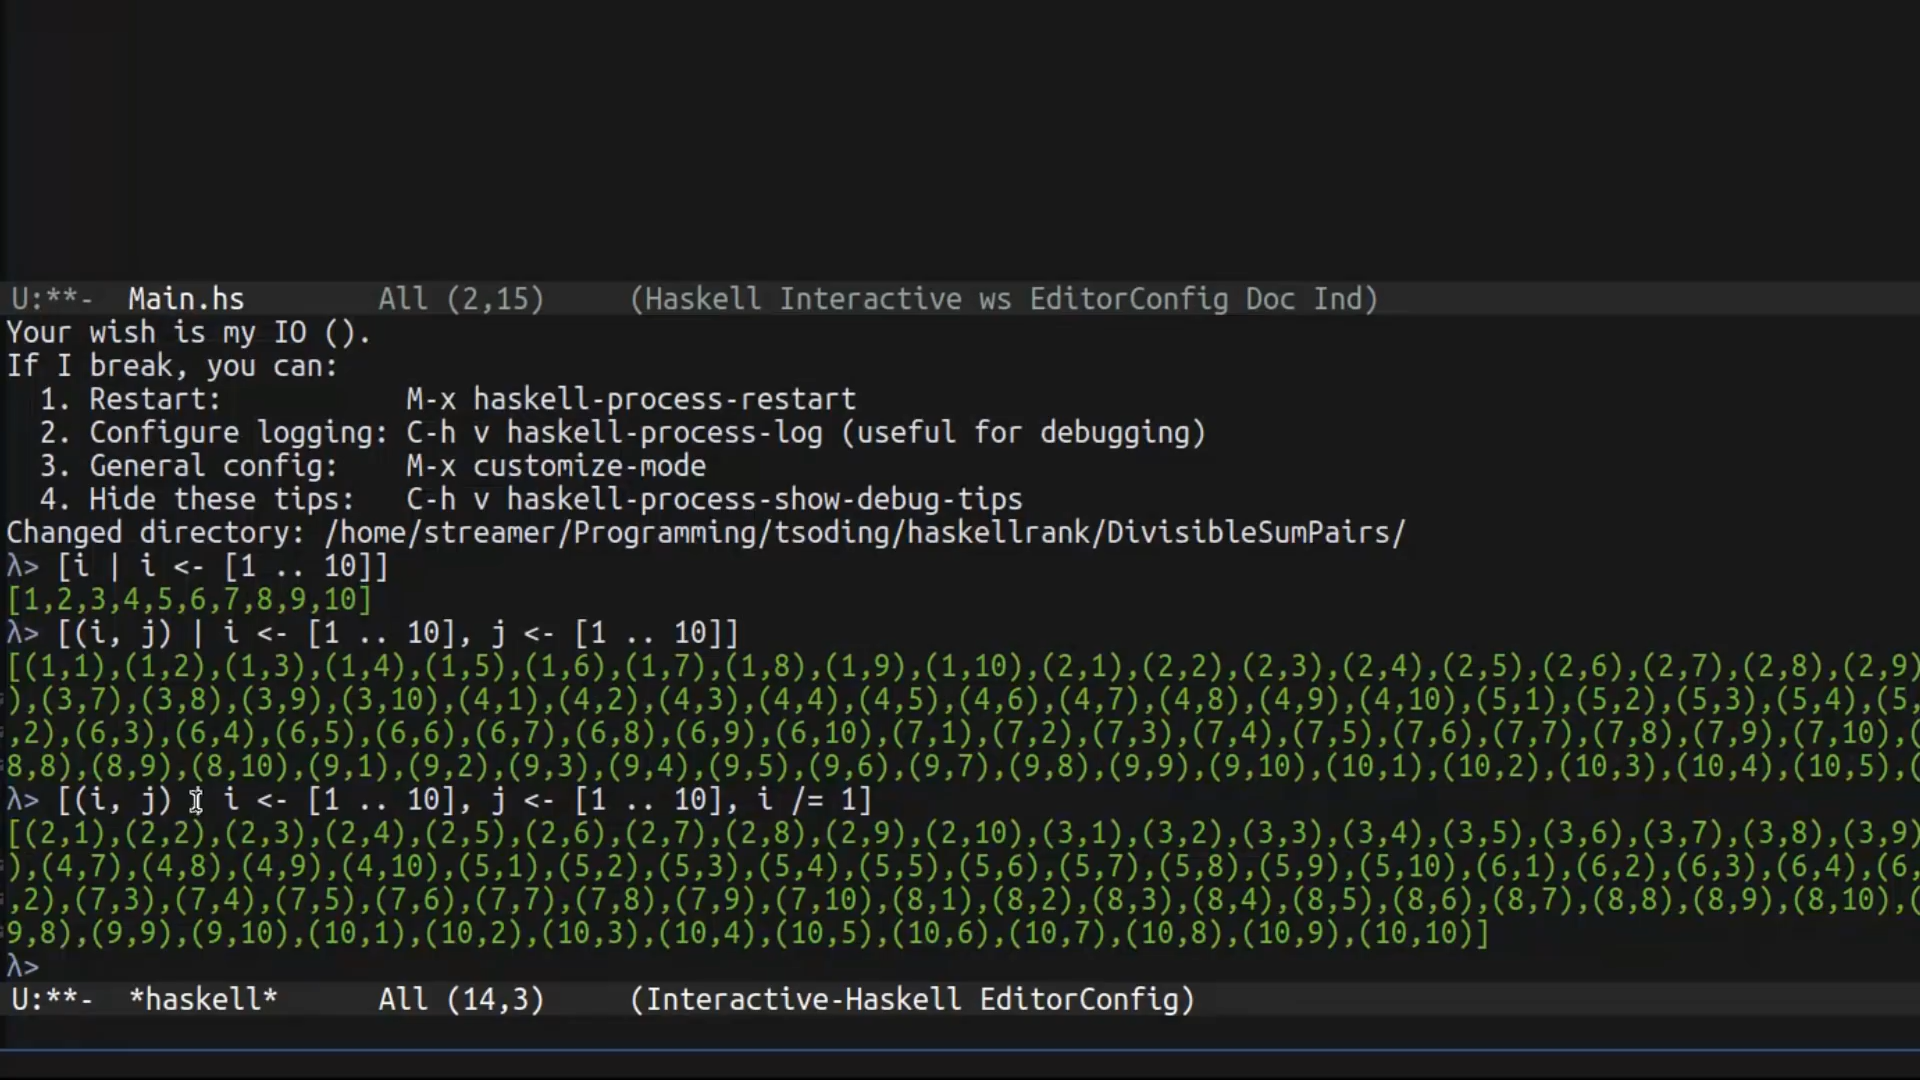 U:**-  Main.hs        All (2,15)     (Haskell Interactive ws EditorConfig Doc Ind)
Your wish is my IO ().
If I break, you can:
  1. Restart:           M-x haskell-process-restart
  2. Configure logging: C-h v haskell-process-log (useful for debugging)
  3. General config:    M-x customize-mode
  4. Hide these tips:   C-h v haskell-process-show-debug-tips
Changed directory: /home/streamer/Programming/tsoding/haskellrank/DivisibleSumPairs/
λ> [i | i <- [1 .. 10]]
[1,2,3,4,5,6,7,8,9,10]
λ> [(i, j) | i <- [1 .. 10], j <- [1 .. 10]]
[(1,1),(1,2),(1,3),(1,4),(1,5),(1,6),(1,7),(1,8),(1,9),(1,10),(2,1),(2,2),(2,3),(2,4),(2,5),(2,6),(2,7),(2,8),(2,9)
),(3,7),(3,8),(3,9),(3,10),(4,1),(4,2),(4,3),(4,4),(4,5),(4,6),(4,7),(4,8),(4,9),(4,10),(5,1),(5,2),(5,3),(5,4),(5,
,2),(6,3),(6,4),(6,5),(6,6),(6,7),(6,8),(6,9),(6,10),(7,1),(7,2),(7,3),(7,4),(7,5),(7,6),(7,7),(7,8),(7,9),(7,10),(
8,8),(8,9),(8,10),(9,1),(9,2),(9,3),(9,4),(9,5),(9,6),(9,7),(9,8),(9,9),(9,10),(10,1),(10,2),(10,3),(10,4),(10,5),(
λ> [(i, j) | i <- [1 .. 10], j <- [1 .. 10], i /= 1]
[(2,1),(2,2),(2,3),(2,4),(2,5),(2,6),(2,7),(2,8),(2,9),(2,10),(3,1),(3,2),(3,3),(3,4),(3,5),(3,6),(3,7),(3,8),(3,9)
),(4,7),(4,8),(4,9),(4,10),(5,1),(5,2),(5,3),(5,4),(5,5),(5,6),(5,7),(5,8),(5,9),(5,10),(6,1),(6,2),(6,3),(6,4),(6,
,2),(7,3),(7,4),(7,5),(7,6),(7,7),(7,8),(7,9),(7,10),(8,1),(8,2),(8,3),(8,4),(8,5),(8,6),(8,7),(8,8),(8,9),(8,10),(
9,8),(9,9),(9,10),(10,1),(10,2),(10,3),(10,4),(10,5),(10,6),(10,7),(10,8),(10,9),(10,10)]
λ>
U:**-  *haskell*      All (14,3)     (Interactive-Haskell EditorConfig)